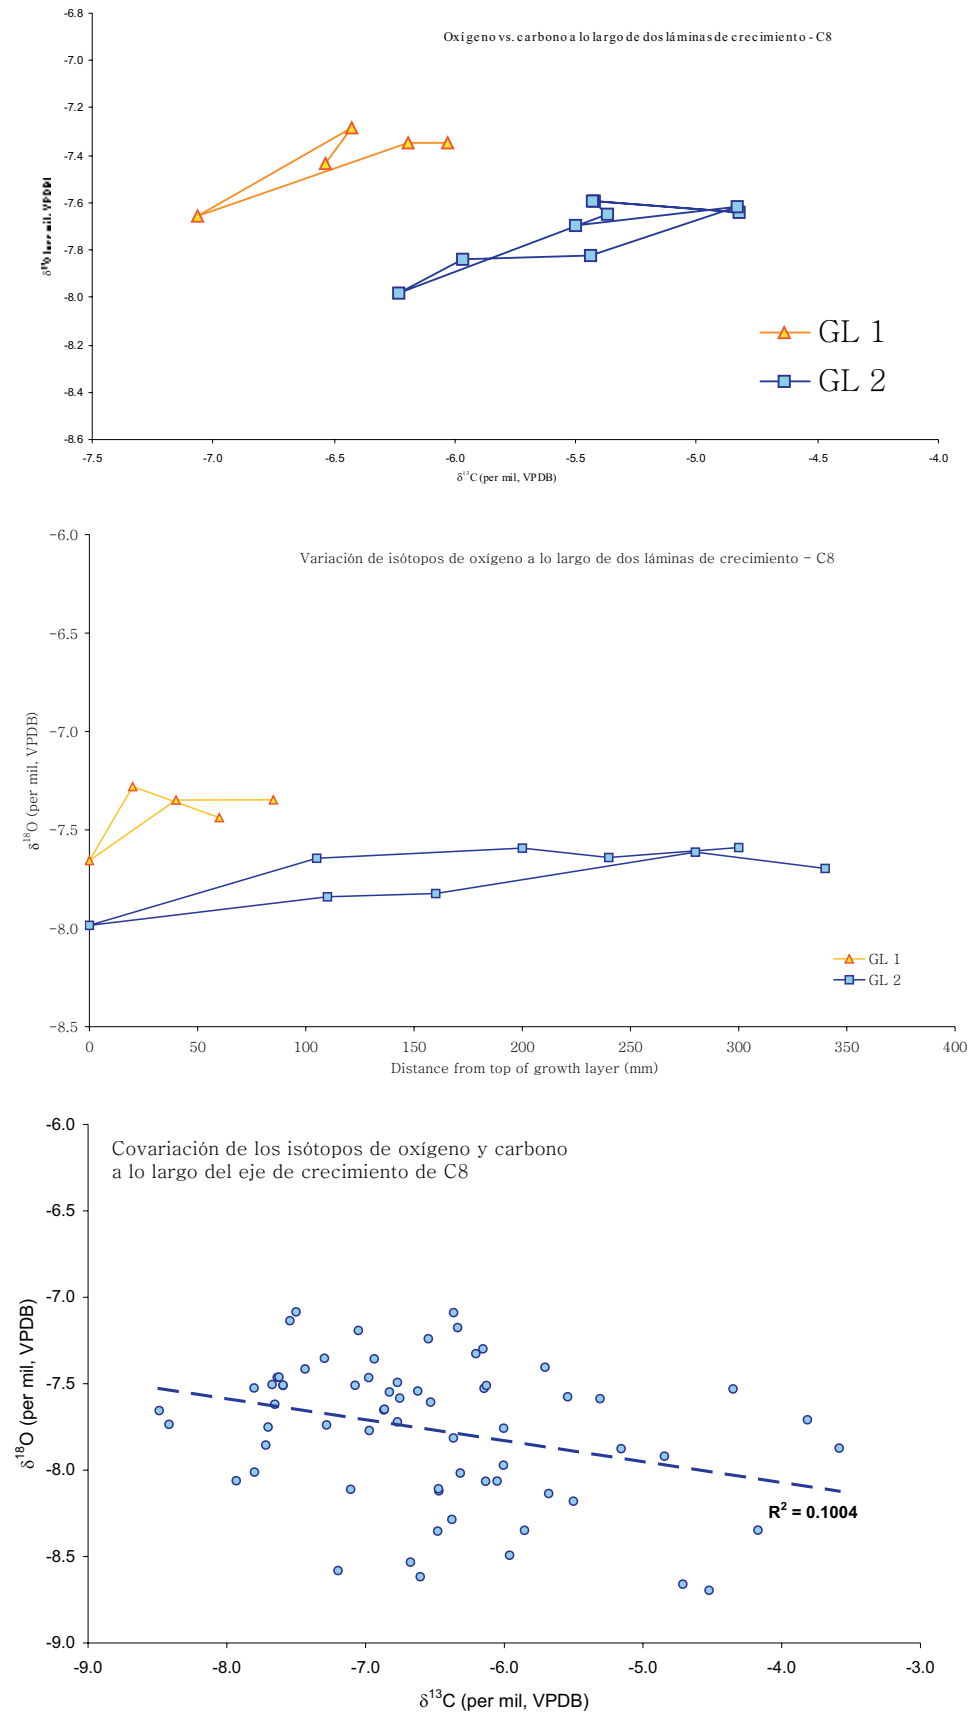 Oxígeno vs. carbono a lo largo de dos láminas de crecimiento - C8
-6.8
-7.0
-7.2
-7.4
-7.6
-7.8
-8.0
-8.2
-8.4
-8.6
δ18O (per mil, VPDB)
GL 1
GL 2
-7.5 -7.0 -6.5 -6.0 -5.5 -5.0 -4.5 -4.0
δ13C (per mil, VPDB)
Variación de isótopos de oxígeno a lo largo de dos láminas de crecimiento - C8
-6.0
-6.5
-7.0
-7.5
-8.0
-8.5
δ18O (per mil, VPDB)
GL 1
GL 2
0 50 100 150 200 250 300 350 400
Distance from top of growth layer (mm)
Covariación de los isótopos de oxígeno y carbono
a lo largo del eje de crecimiento de C8
-6.0
-6.5
-7.0
-7.5
-8.0
-8.5
-9.0
δ18O (per mil, VPDB)
R2 = 0.1004
-9.0 -8.0 -7.0 -6.0 -5.0 -4.0 -3.0
δ13C (per mil, VPDB)